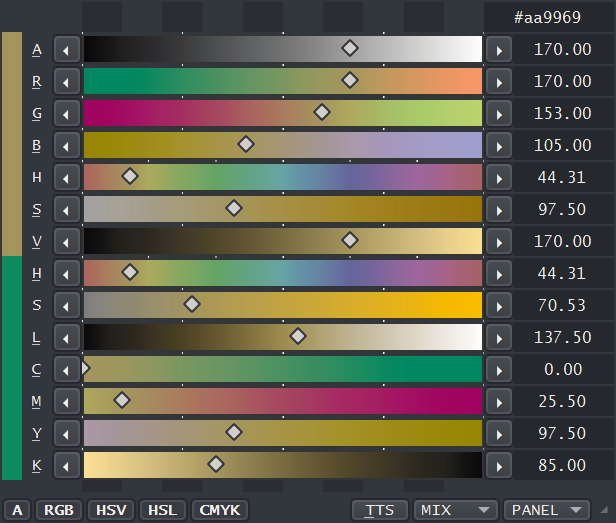 #aa9969
A 170.00
R 170.00
G 153.00
B 105.00
H 44.31
S 97.50
V 170.00
H 44.31
S 70.53
L 137.50
C 0.00
M 25.50
Y 97.50
K 85.00
A RGB HSV HSL CMYK TTS MIX PANEL